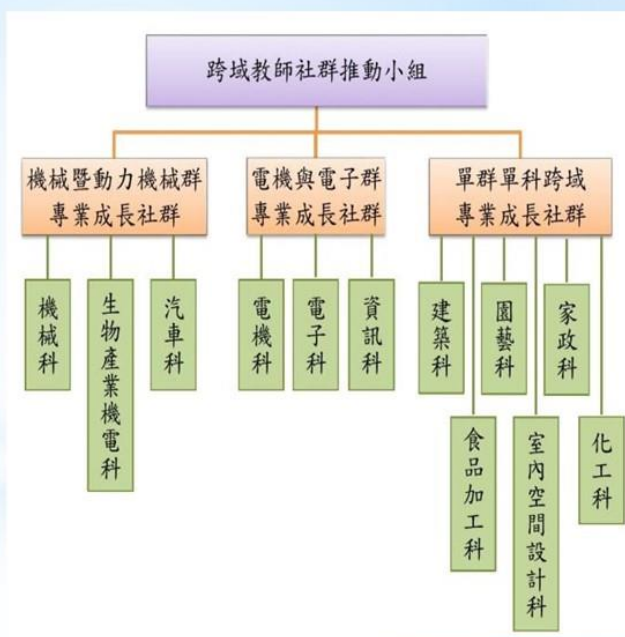 跨域教師社群推動小組
機械暨動力機械群
專業成長社群
電機與電子群
專業成長社群
單群單科跨域
專業成長社群
機械科
生物產業機電科
汽車科
電機科
電子科
資訊科
建築科
食品加工科
園藝科
室內空間設計科
家政科
化工科